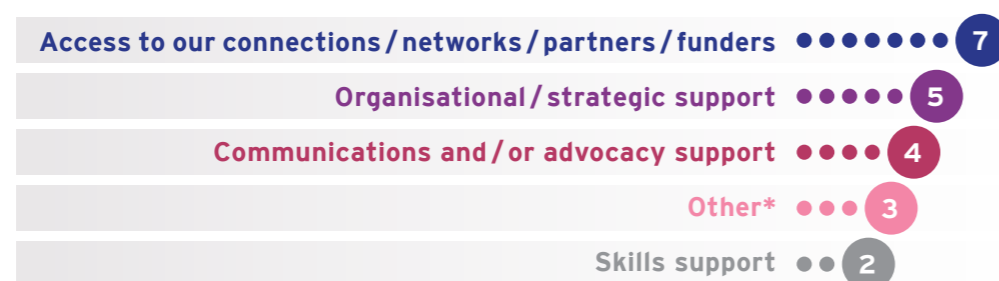 Access to our connections / networks / partners / funders 7
Organisational / strategic support 5
Communications and / or advocacy support 4
Other* 3
Skills support 2